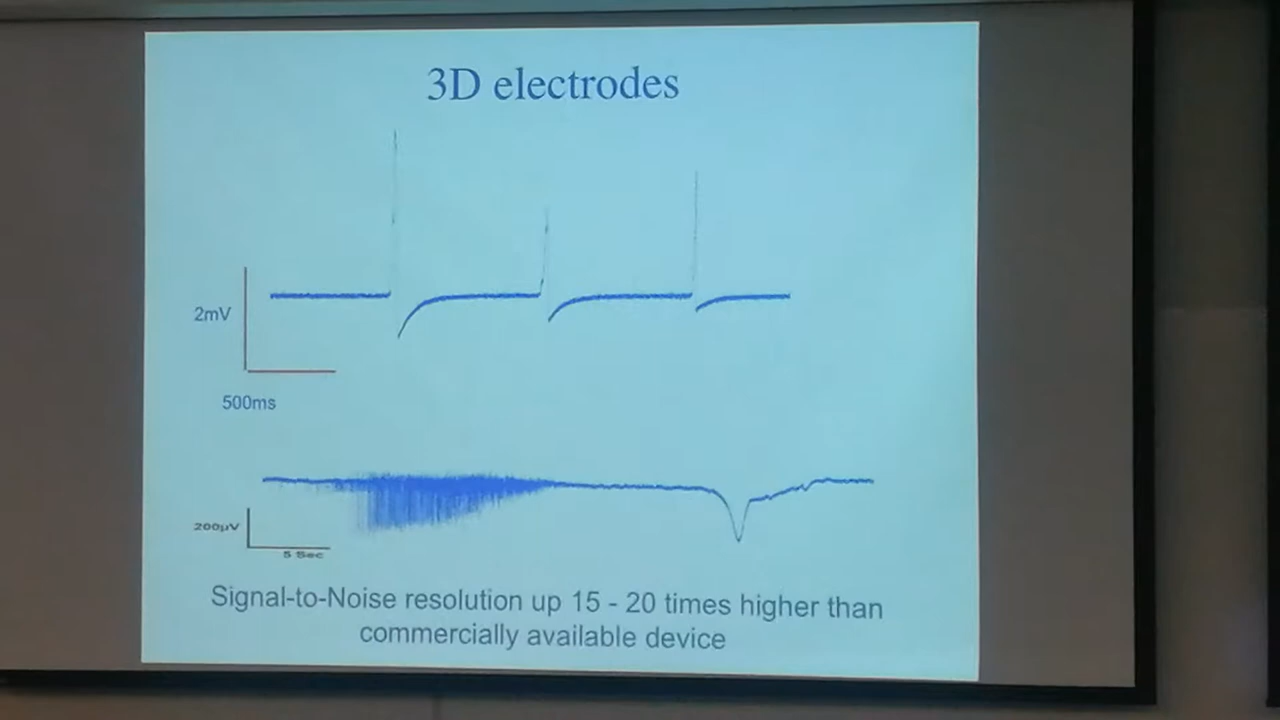 3D electrodes
2mV
500ms
200µV
5 Sec
Signal-to-Noise resolution up 15 - 20 times higher than
commercially available device